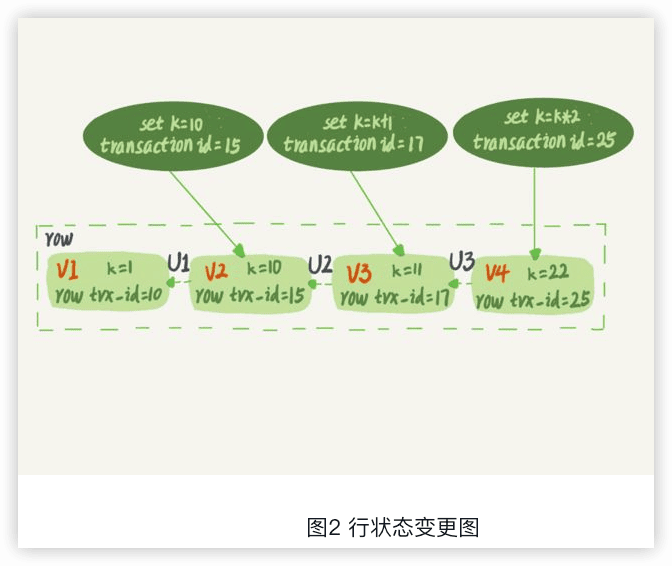 set k=10
transaction id=15
set k=k+1
transaction id=17
set k=k*2
transaction id=25
row
V1 k=1
row trx-id=10
U1
V2 k=10
row trx-id=15
U2
V3 k=11
row trx-id=17
U3
V4 k=22
row trx-id=25
图2 行状态变更图